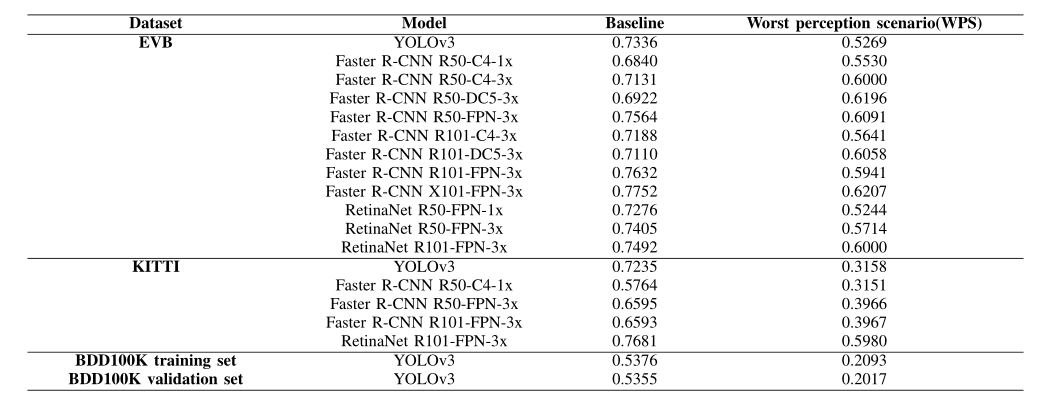 Dataset Model Baseline Worst perception scenario(WPS)
EVB YOLOv3 0.7336 0.5269
Faster R-CNN R50-C4-1x 0.6840 0.5530
Faster R-CNN R50-C4-3x 0.7131 0.6000
Faster R-CNN R50-DC5-3x 0.6922 0.6196
Faster R-CNN R50-FPN-3x 0.7564 0.6091
Faster R-CNN R101-C4-3x 0.7188 0.5641
Faster R-CNN R101-DC5-3x 0.7110 0.6058
Faster R-CNN R101-FPN-3x 0.7632 0.5941
Faster R-CNN X101-FPN-3x 0.7752 0.6207
RetinaNet R50-FPN-1x 0.7276 0.5244
RetinaNet R50-FPN-3x 0.7405 0.5714
RetinaNet R101-FPN-3x 0.7492 0.6000
KITTI YOLOv3 0.7235 0.3158
Faster R-CNN R50-C4-1x 0.5764 0.3151
Faster R-CNN R50-FPN-3x 0.6595 0.3966
Faster R-CNN R101-FPN-3x 0.6593 0.3967
RetinaNet R101-FPN-3x 0.7681 0.5980
BDD100K training set YOLOv3 0.5376 0.2093
BDD100K validation set YOLOv3 0.5355 0.2017